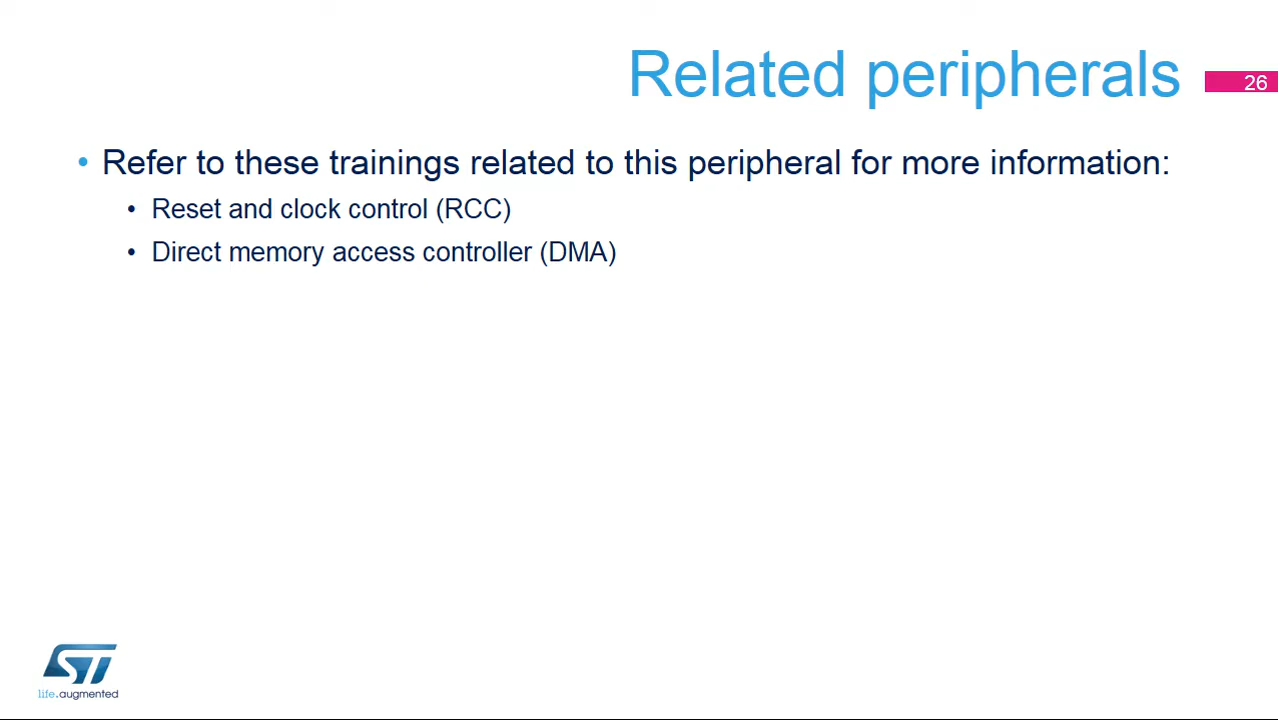 Related peripherals
26
• Refer to these trainings related to this peripheral for more information:
• Reset and clock control (RCC)
• Direct memory access controller (DMA)
ST
life.augmented